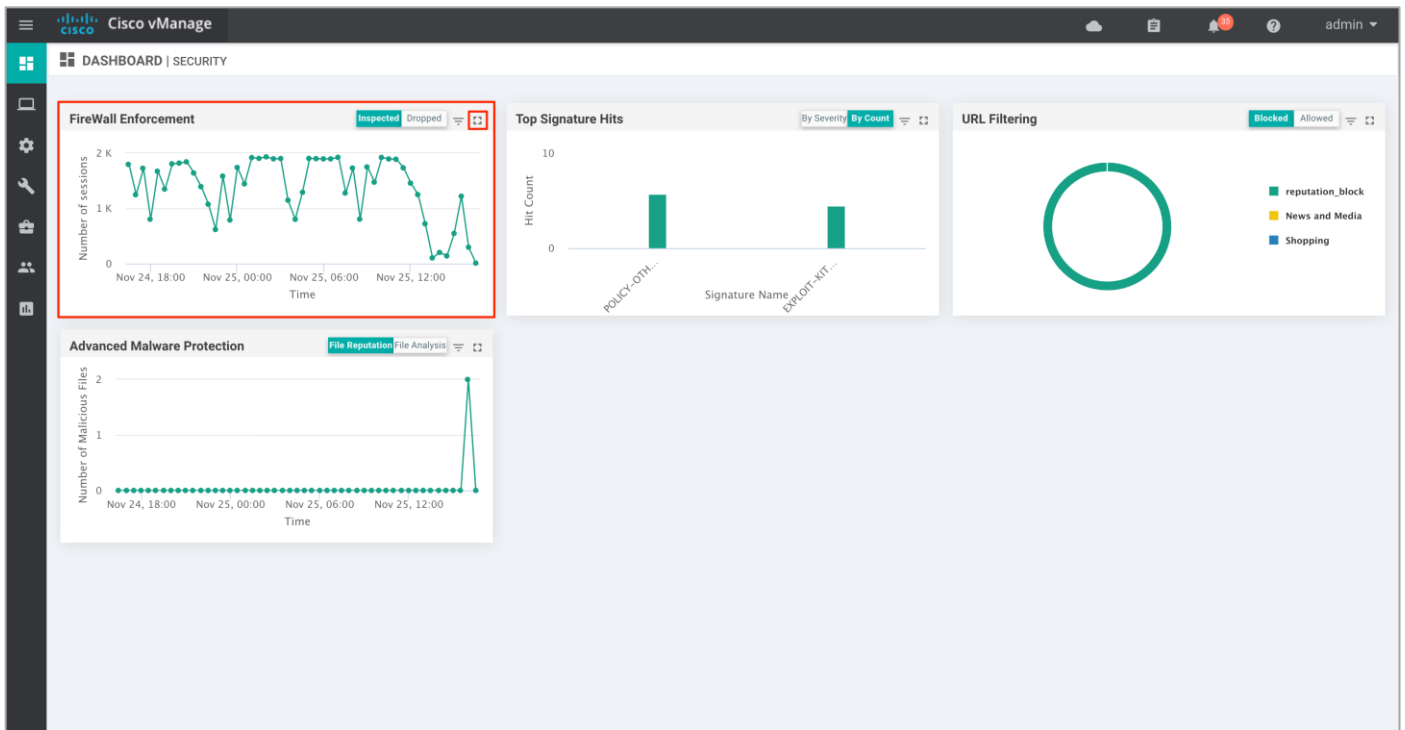 CISCO Cisco vManage
35
admin
DASHBOARD | SECURITY
FireWall Enforcement
Inspected Dropped
2 K
1 K
0
Number of sessions
Nov 24, 18:00 Nov 25, 00:00 Nov 25, 06:00 Nov 25, 12:00
Time
Top Signature Hits
By Severity By Count
10
0
Hit Count
POLICY-OTH...
EXPLOIT-KIT...
Signature Name
URL Filtering
Blocked Allowed
reputation_block
News and Media
Shopping
Advanced Malware Protection
File Reputation File Analysis
2
1
0
Number of Malicious Files
Nov 24, 18:00 Nov 25, 00:00 Nov 25, 06:00 Nov 25, 12:00
Time